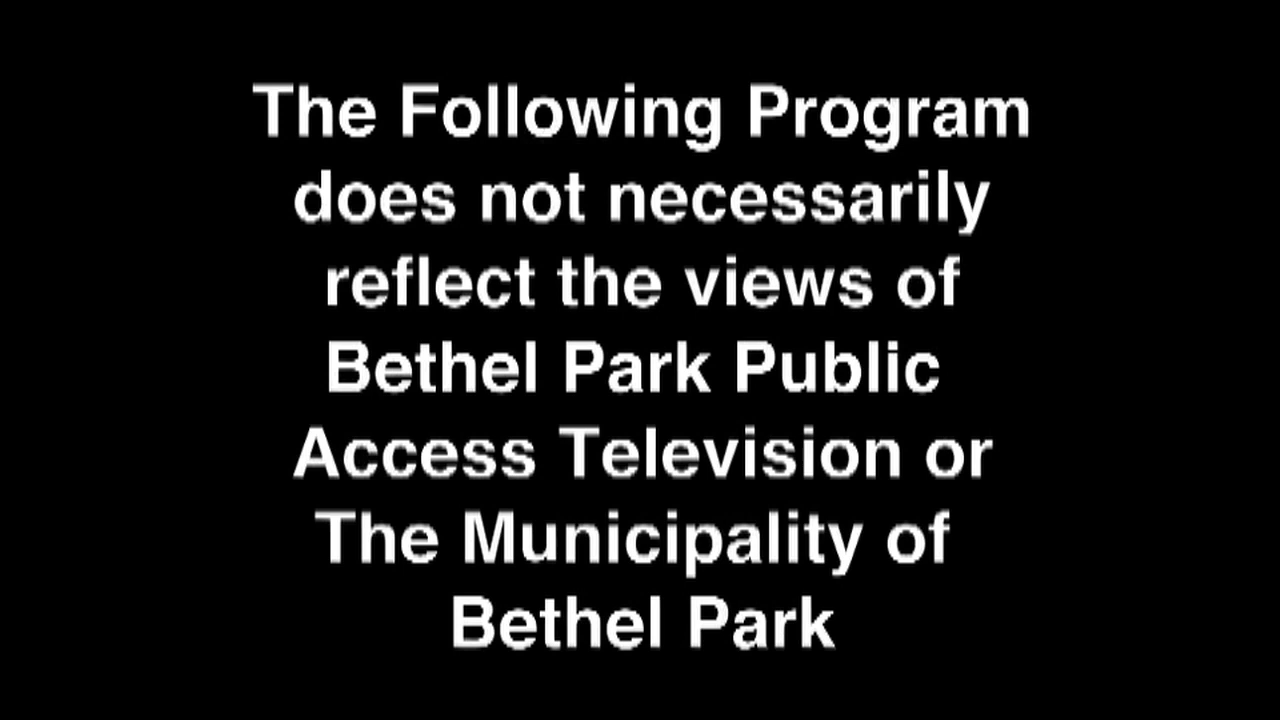 The Following Program
does not necessarily
reflect the views of
Bethel Park Public
Access Television or
The Municipality of
Bethel Park